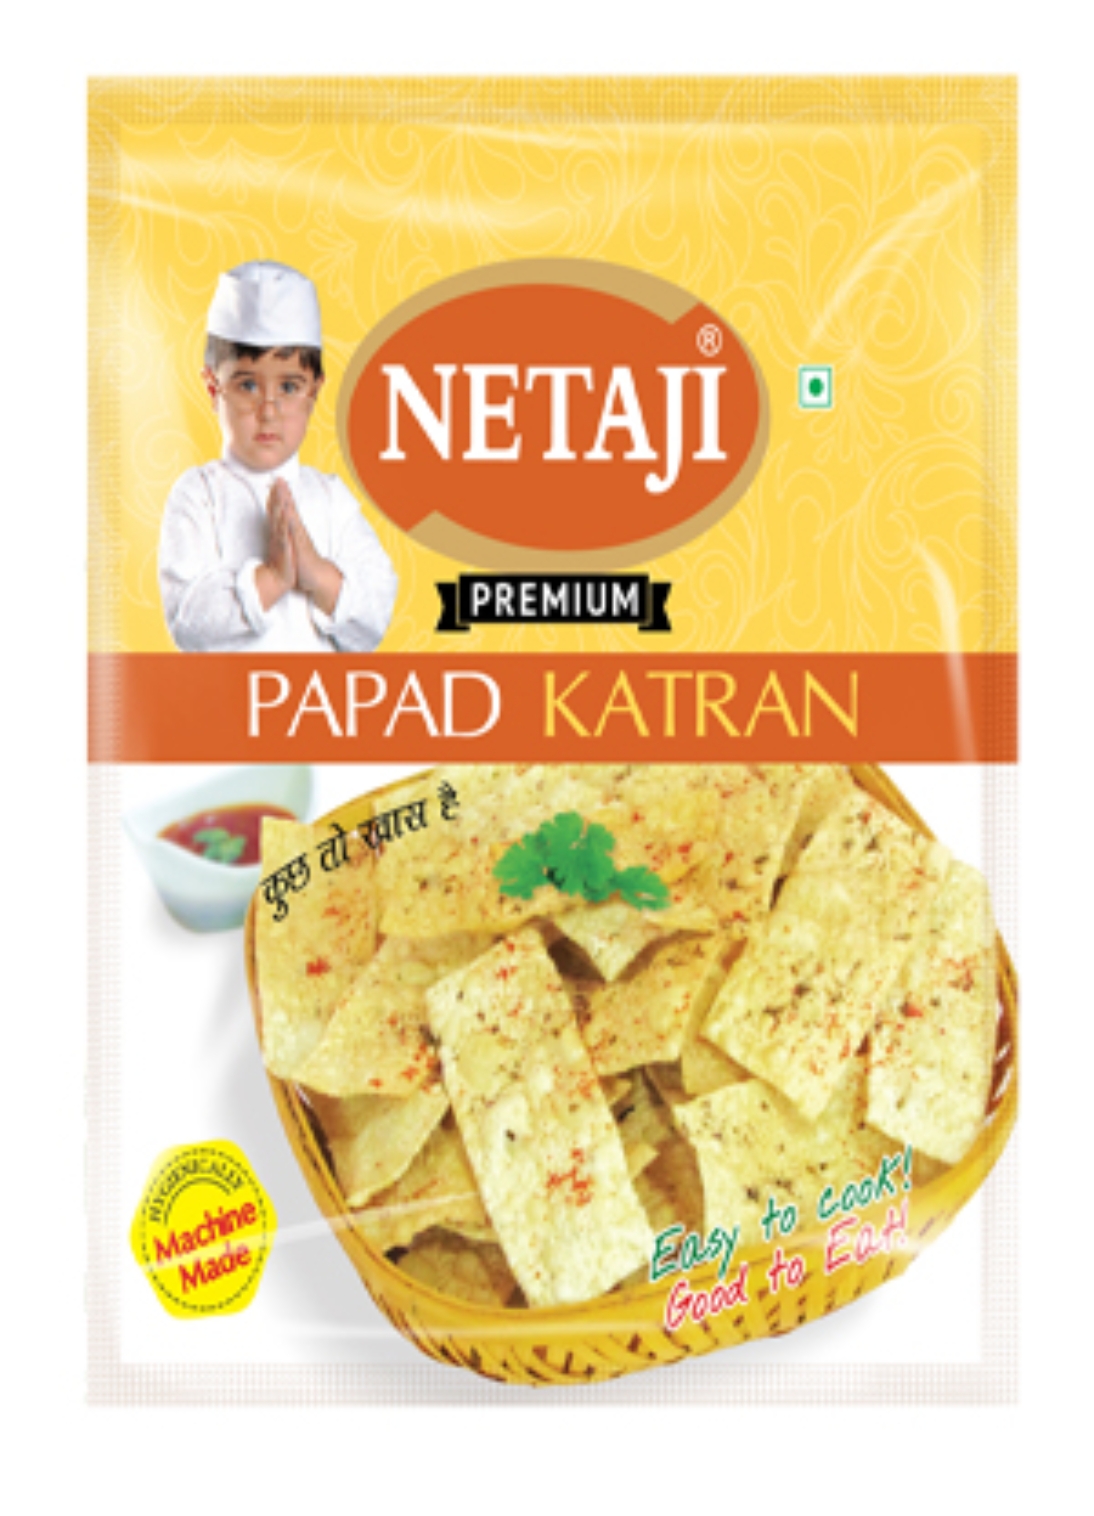 NETAJI®
PREMIUM
PAPAD KATRAN
कुछ तो खास है
HYGIENICALLY
Machine
Made
Easy to cook!
Good to Eat!